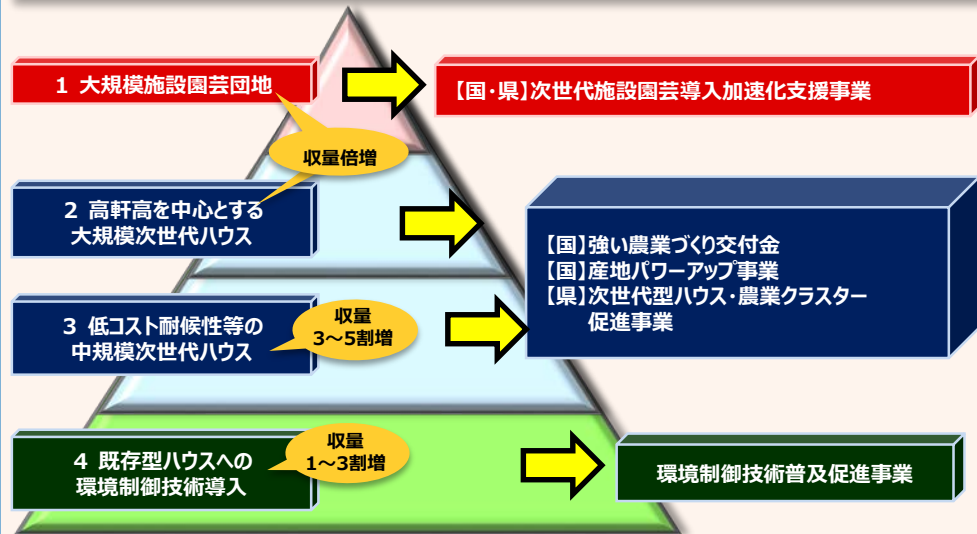 1 大規模施設園芸団地
【国・県】次世代施設園芸導入加速化支援事業
収量倍増
2 高軒高を中心とする
大規模次世代ハウス
【国】強い農業づくり交付金
【国】産地パワーアップ事業
【県】次世代型ハウス・農業クラスター
促進事業
3 低コスト耐候性等の
中規模次世代ハウス
収量
3～5割増
4 既存型ハウスへの
環境制御技術導入
収量
1～3割増
環境制御技術普及促進事業